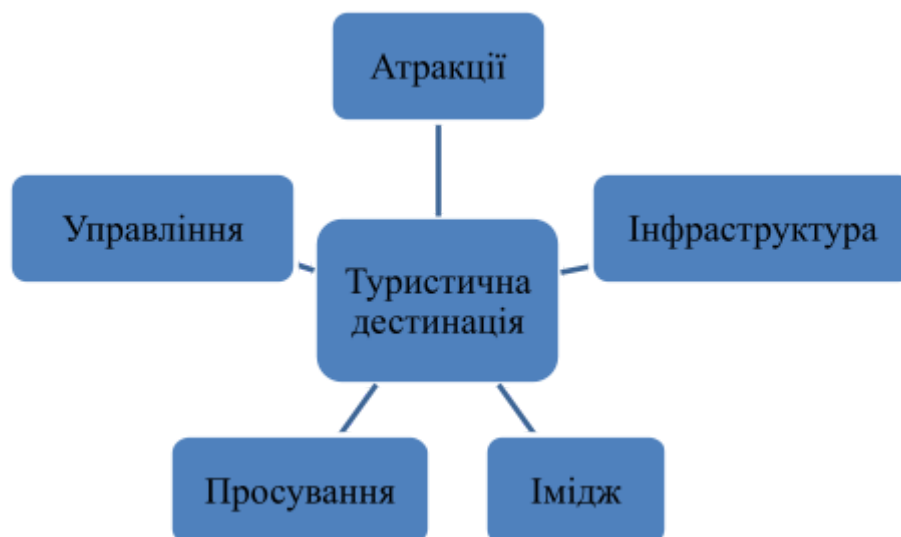 Атракції
Управління
Інфраструктура
Туристична
дестинація
Просування
Імідж